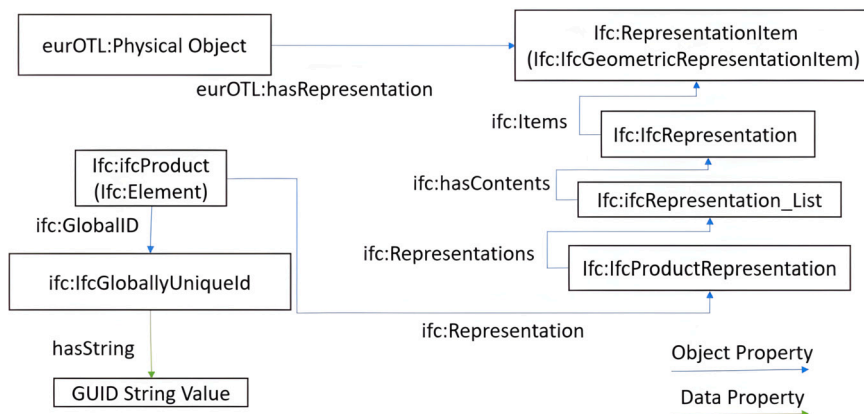 eurOTL:Physical Object
Ifc:RepresentationItem
(Ifc:IfcGeometricRepresentationItem)
eurOTL:hasRepresentation
ifc:Items
Ifc:IfcRepresentation
Ifc:ifcProduct
(Ifc:Element)
ifc:hasContents
Ifc:ifcRepresentation_List
ifc:GlobalID
ifc:Representations
Ifc:IfcProductRepresentation
ifc:IfcGloballyUniqueId
ifc:Representation
hasString
GUID String Value
Object Property
Data Property